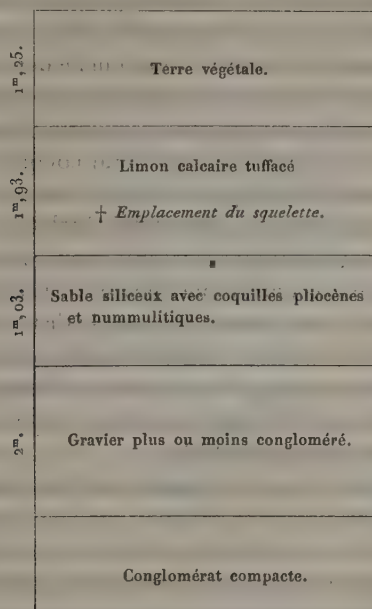 1m,25.
Terre végétale.
1m,93.
Limon calcaire tuffacé
† Emplacement du squelette.
1m,03.
Sable siliceux avec coquilles pliocènes
et nummulitiques.
2m.
Gravier plus ou moins congloméré.
Conglomérat compacte.